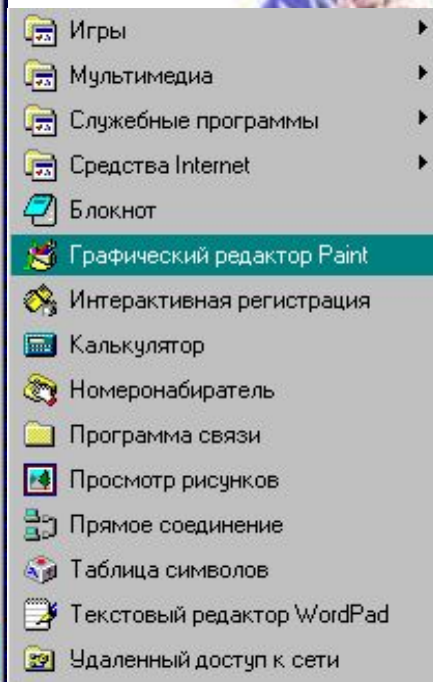 Игры
Мультимедиа
Служебные программы
Средства Internet
Блокнот
Графический редактор Paint
Интерактивная регистрация
Калькулятор
Номеронабиратель
Программа связи
Просмотр рисунков
Прямое соединение
Таблица символов
Текстовый редактор WordPad
Удаленный доступ к сети